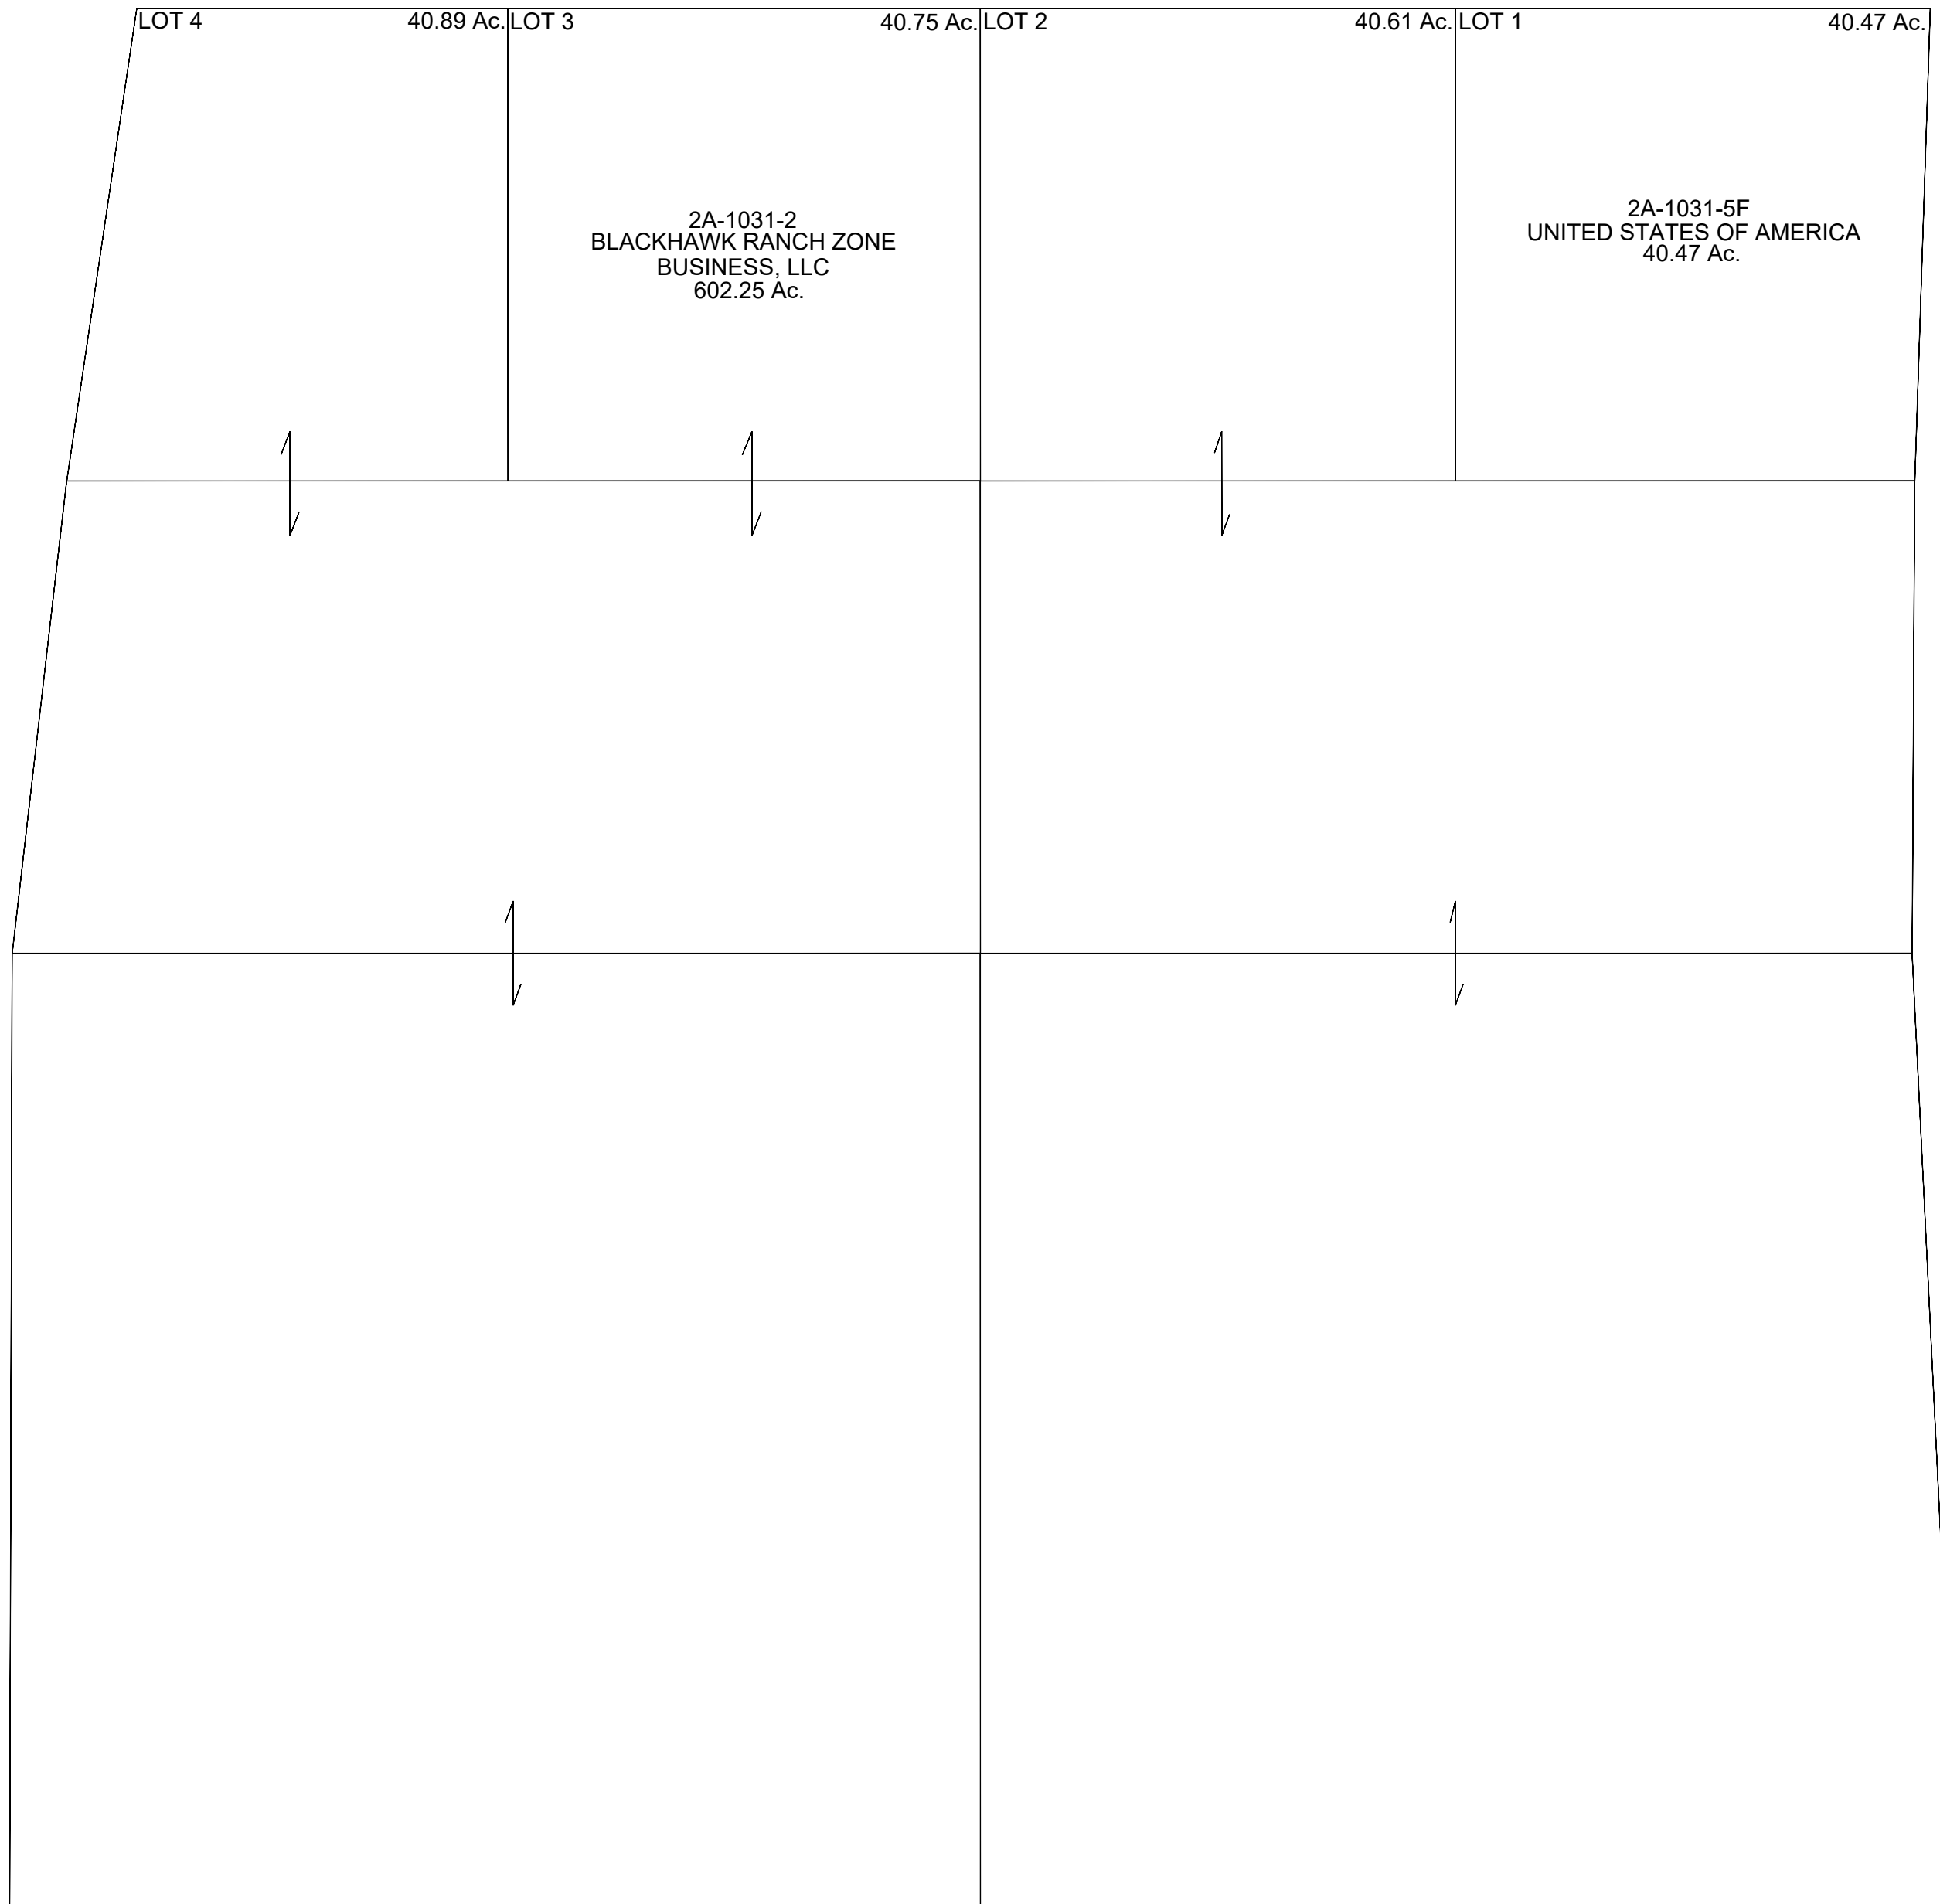 LOT 4 40.89 Ac. LOT 3 40.75 Ac. LOT 2 40.61 Ac. LOT 1 40.47 Ac.
2A-1031-2
BLACKHAWK RANCH ZONE
BUSINESS, LLC
602.25 Ac.
2A-1031-5F
UNITED STATES OF AMERICA
40.47 Ac.